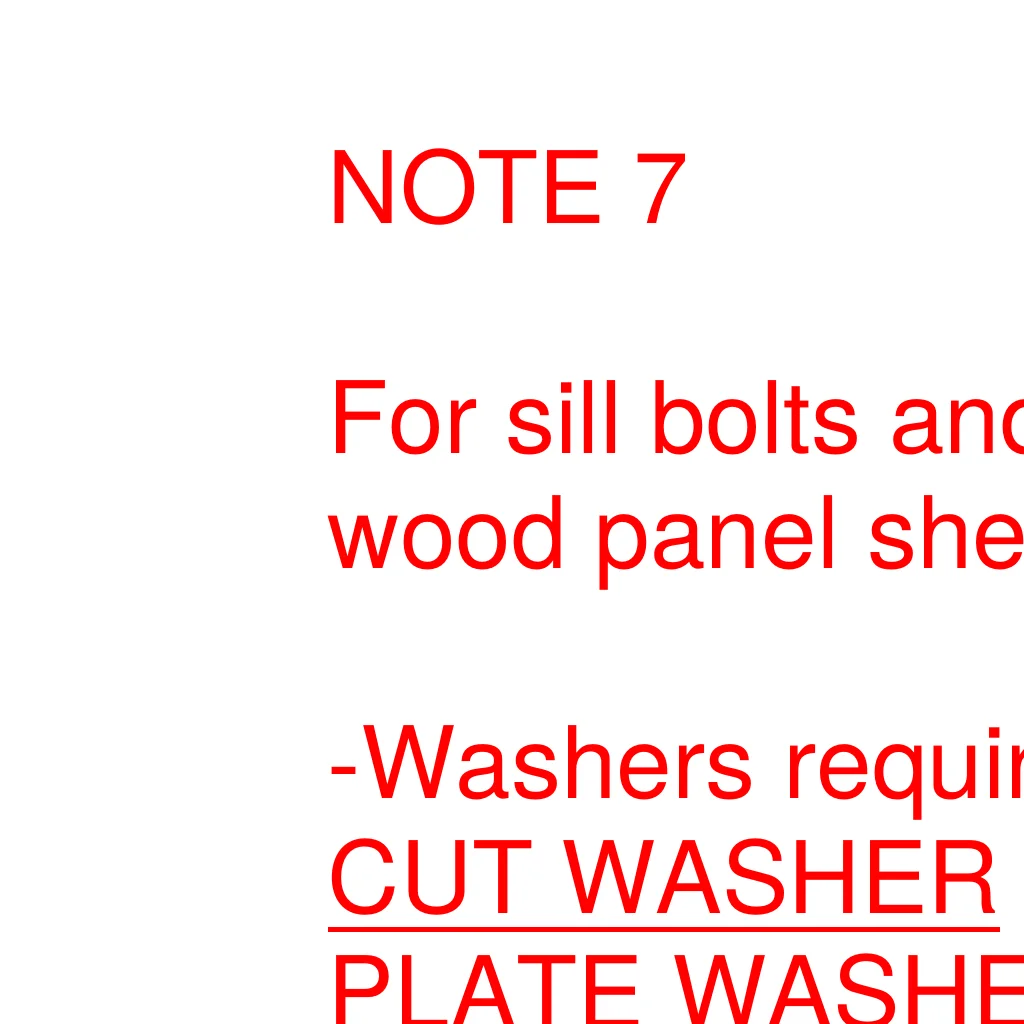 NOTE 7
For sill bolts and
wood panel she
-Washers requir
CUT WASHER
PLATE WASHE